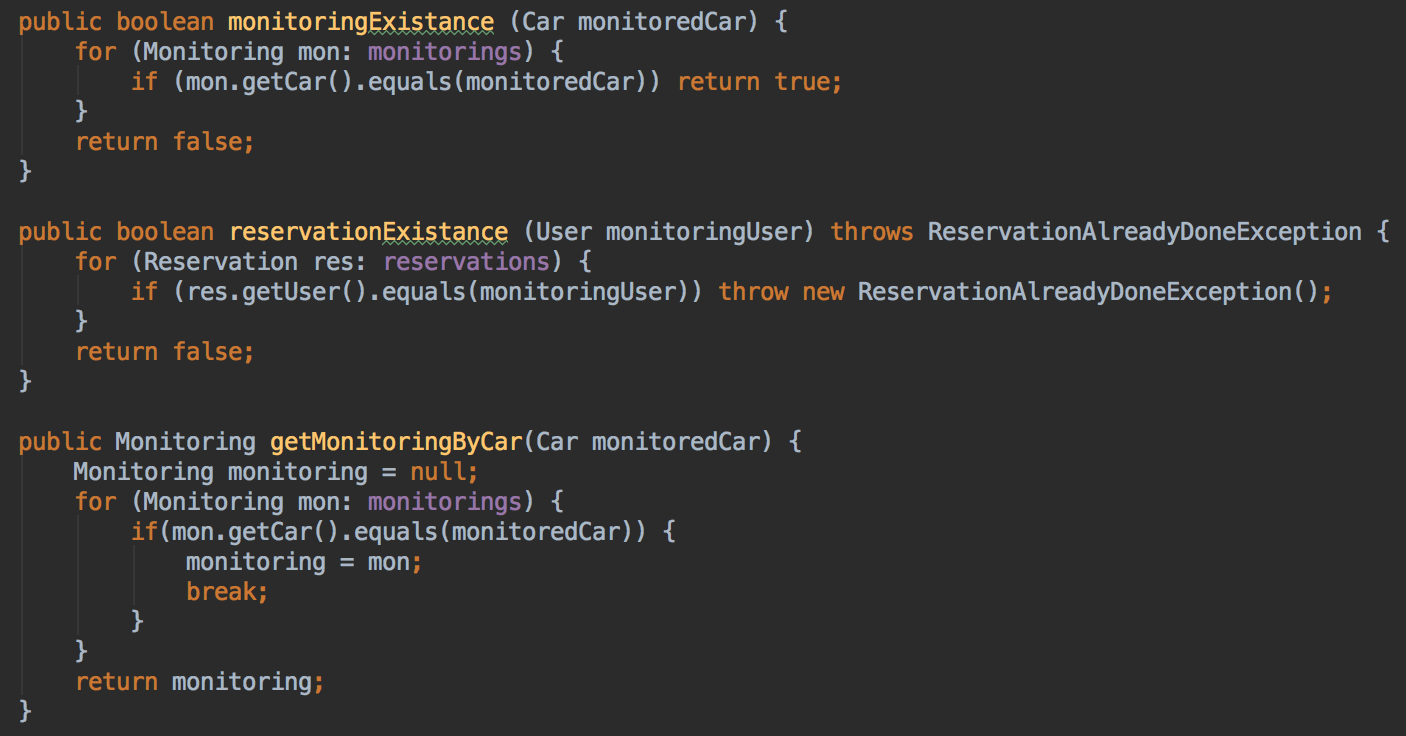 public boolean monitoringExistance (Car monitoredCar) {
    for (Monitoring mon: monitorings) {
        if (mon.getCar().equals(monitoredCar)) return true;
    }
    return false;
}

public boolean reservationExistance (User monitoringUser) throws ReservationAlreadyDoneException {
    for (Reservation res: reservations) {
        if (res.getUser().equals(monitoringUser)) throw new ReservationAlreadyDoneException();
    }
    return false;
}

public Monitoring getMonitoringByCar(Car monitoredCar) {
    Monitoring monitoring = null;
    for (Monitoring mon: monitorings) {
        if(mon.getCar().equals(monitoredCar)) {
            monitoring = mon;
            break;
        }
    }
    return monitoring;
}